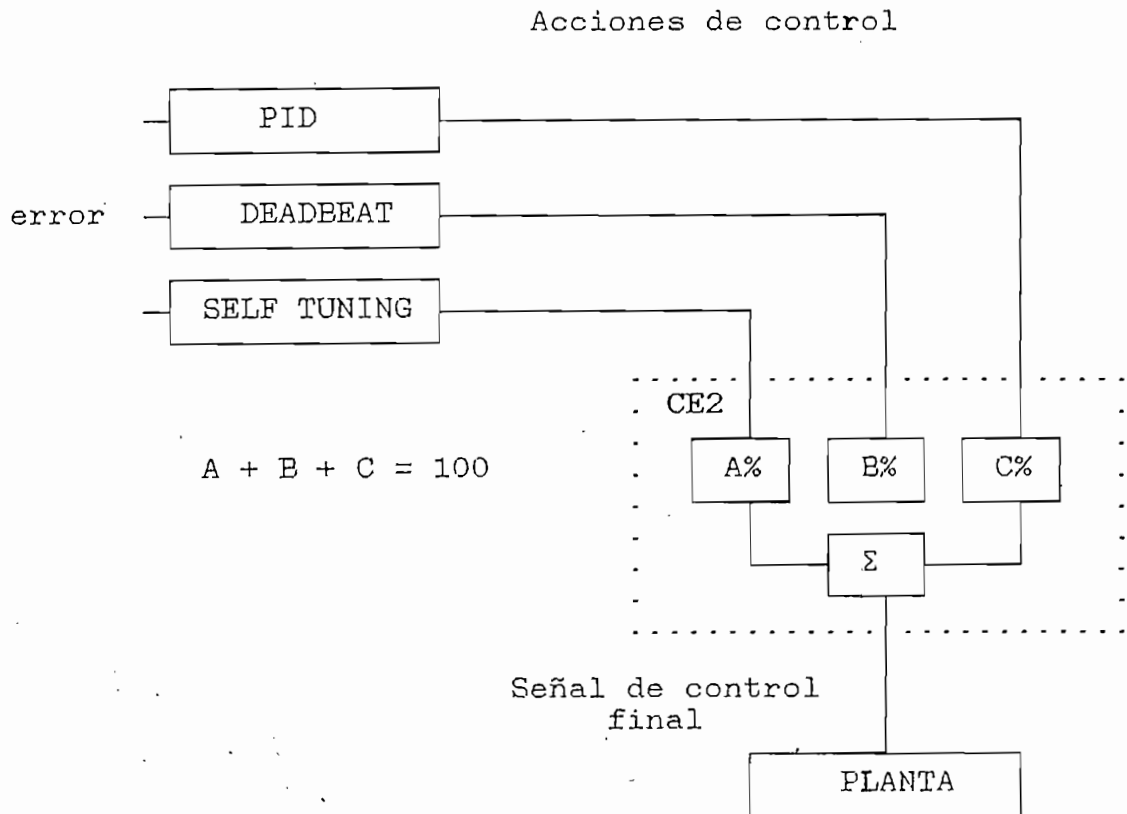 Acciones de control
PID
error
DEADBEAT
SELF TUNING
CE2
A + B + C = 100
A%
B%
C%
Σ
Señal de control
final
PLANTA